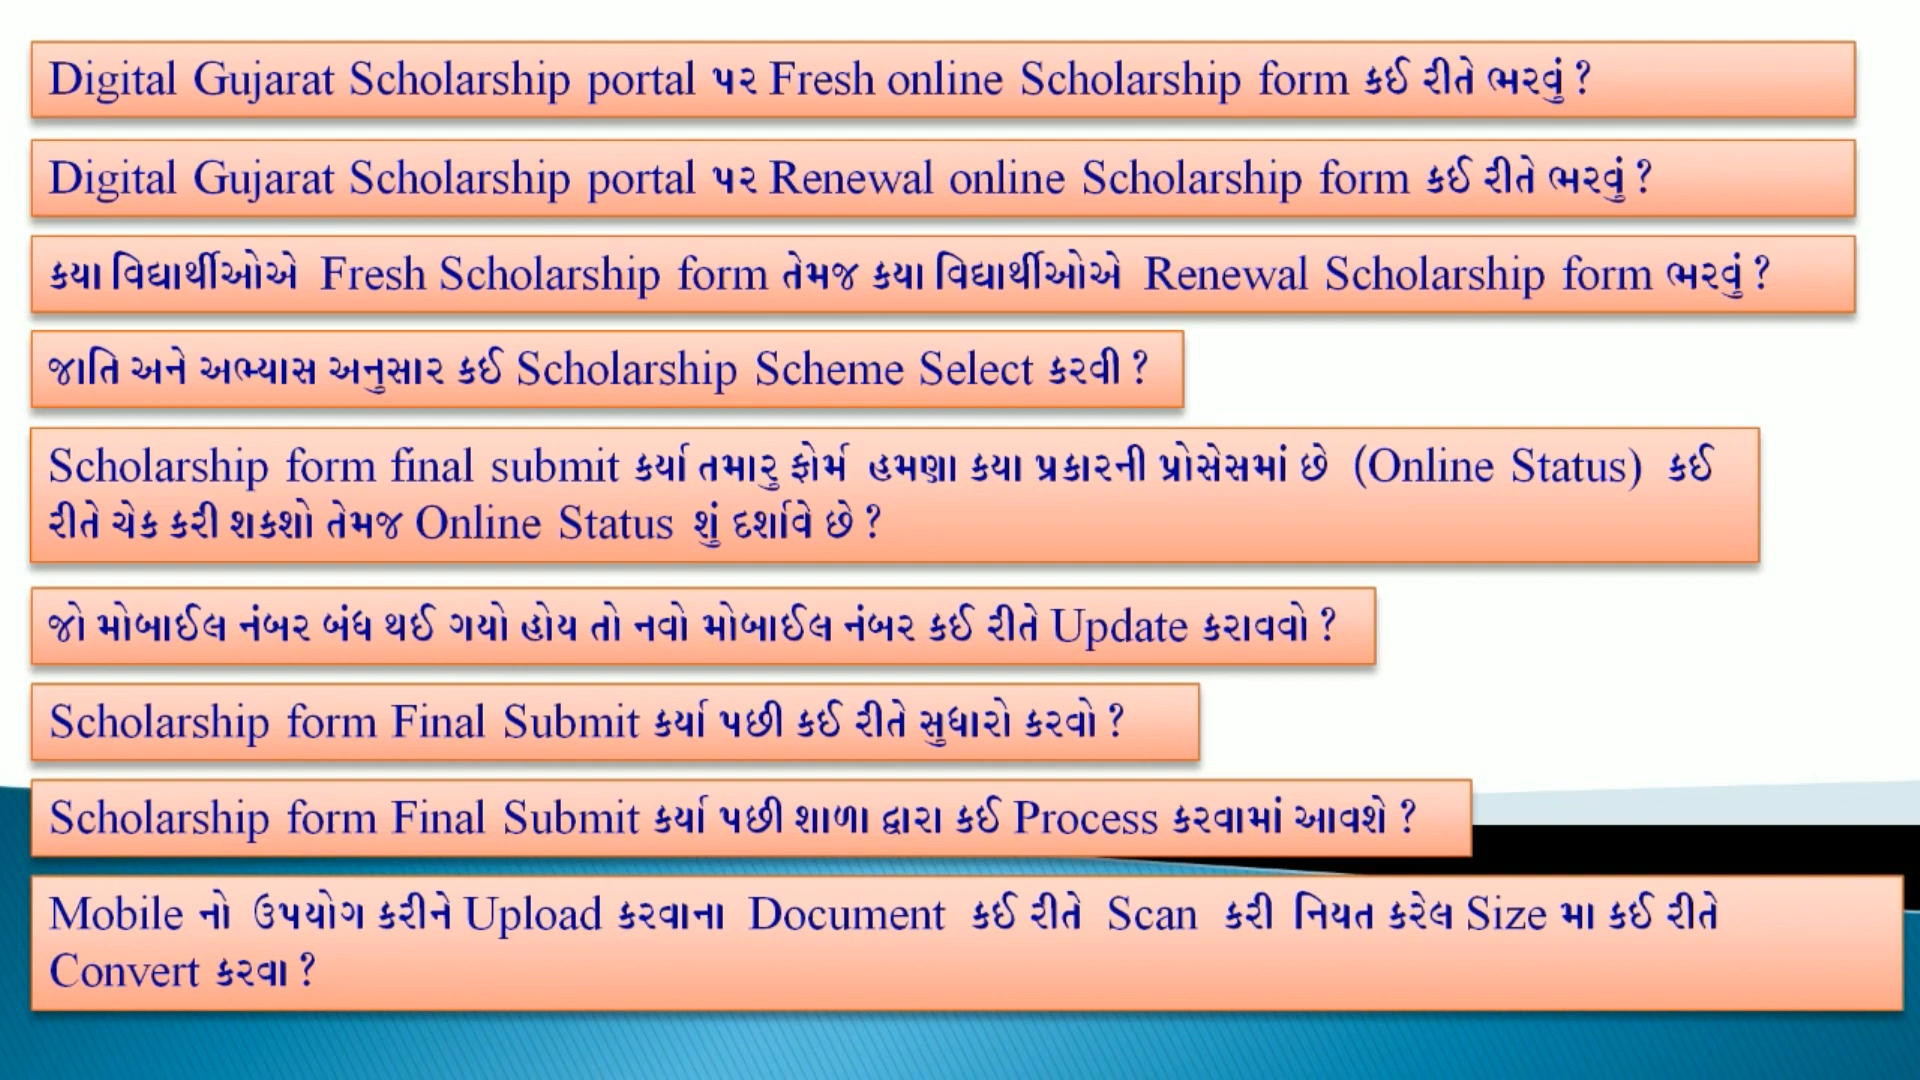 Digital Gujarat Scholarship portal પર Fresh online Scholarship form કઈ રીતે ભરવું ?
Digital Gujarat Scholarship portal પર Renewal online Scholarship form કઈ રીતે ભરવું ?
કયા વિદ્યાર્થીઓએ Fresh Scholarship form તેમજ કયા વિદ્યાર્થીઓએ Renewal Scholarship form ભરવું ?
જાતિ અને અભ્યાસ અનુસાર કઈ Scholarship Scheme Select કરવી ?
Scholarship form final submit કર્યા તમારુ ફોર્મ હમણા કયા પ્રકારની પ્રોસેસમાં છે (Online Status) કઈ
રીતે ચેક કરી શકશો તેમજ Online Status શું દર્શાવે છે ?
જો મોબાઈલ નંબર બંધ થઈ ગયો હોય તો નવો મોબાઈલ નંબર કઈ રીતે Update કરાવવો ?
Scholarship form Final Submit કર્યા પછી કઈ રીતે સુધારો કરવો ?
Scholarship form Final Submit કર્યા પછી શાળા દ્વારા કઈ Process કરવામાં આવશે ?
Mobile નો ઉપયોગ કરીને Upload કરવાના Document કઈ રીતે Scan કરી નિયત કરેલ Size મા કઈ રીતે
Convert કરવા ?